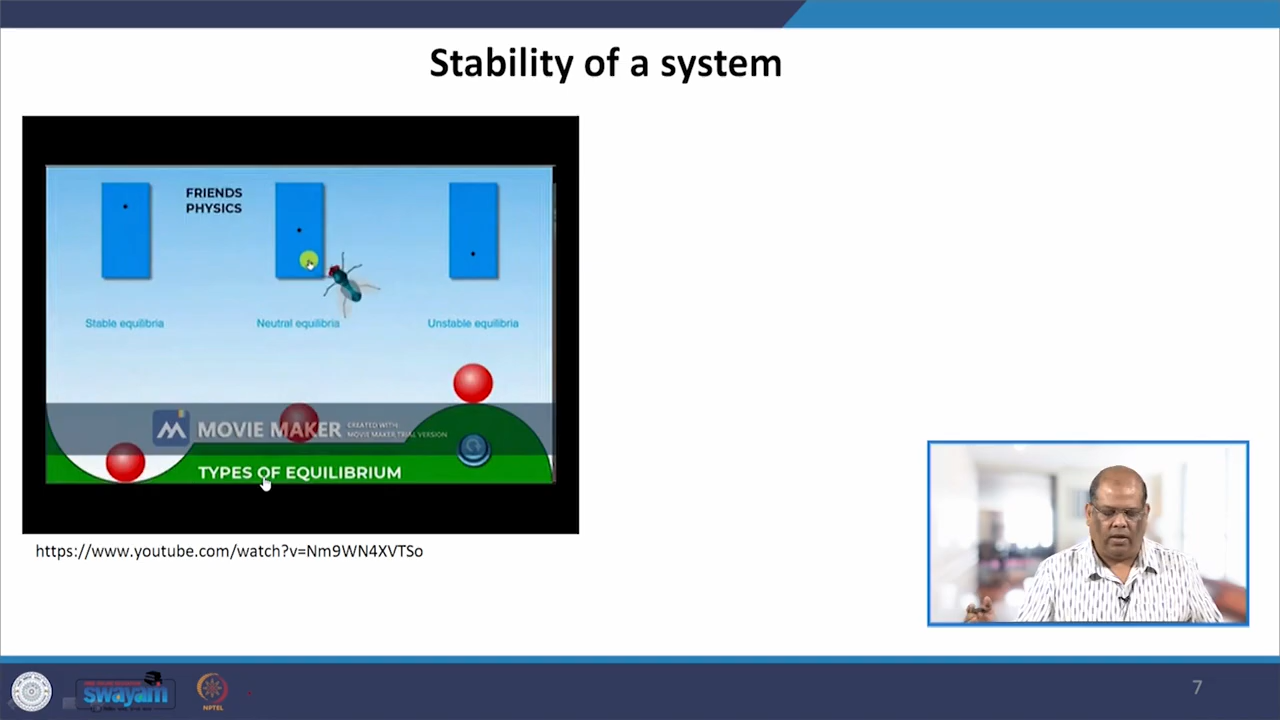 Stability of a system
FRIENDS
PHYSICS
Stable equilibria
Neutral equilibria
Unstable equilibria
MOVIE MAKER
CREATED WITH
MOVIE MAKER TRIAL VERSION
TYPES OF EQUILIBRIUM
https://www.youtube.com/watch?v=Nm9WN4XVTSo
swayam
NPTEL
7